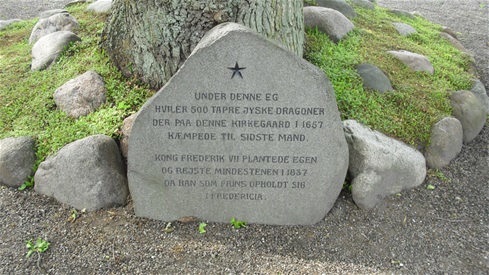 UNDER DENNE EG
HVILER 500 TAPRE JYSKE DRAGONER
DER PAA DENNE KIRKEGAARD I 1657
KÆMPEDE TIL SIDSTE MAND.
KONG FREDERIK VII PLANTEDE EGEN
OG REJSTE MINDESTENEN I 1837
DA HAN SOM PRINS OPHOLDT SIG
I FREDERICIA.